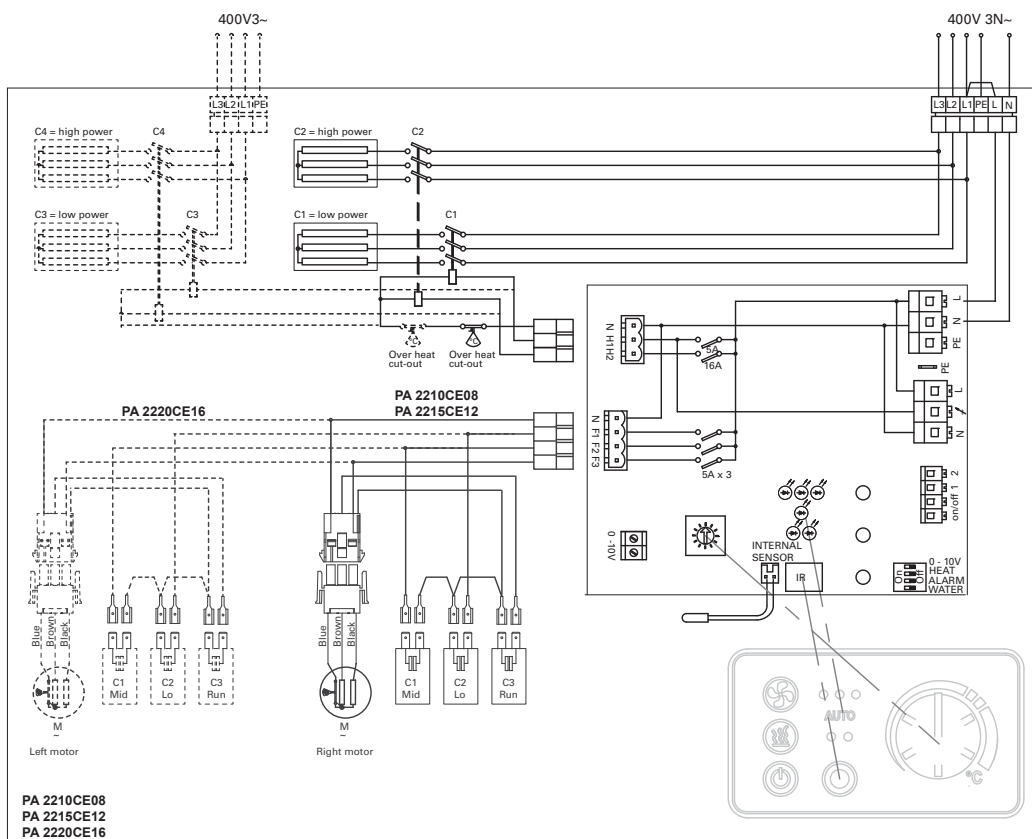 400V3~
400V 3N~
L3 L2 L1 PE
L3 L2 L1 PE L N
C4 = high power
C4
C2 = high power
C2
C3 = low power
C3
C1 = low power
C1
Over heat
cut-out
Over heat
cut-out
°C
°C
N H1 H2
5A
16A
L
N
PE
PE
L
N
PA 2220CE16
PA 2210CE08
PA 2215CE12
N F1 F2 F3
5A x 3
on/off 1 2
0 - 10V
INTERNAL
SENSOR
IR
On
Off
0 - 10V
HEAT
ALARM
WATER
Blue
Brown
Black
C1
Mid
C2
Lo
C3
Run
M
~
Left motor
Blue
Brown
Black
C1
Mid
C2
Lo
C3
Run
M
~
Right motor
AUTO
°C
PA 2210CE08
PA 2215CE12
PA 2220CE16